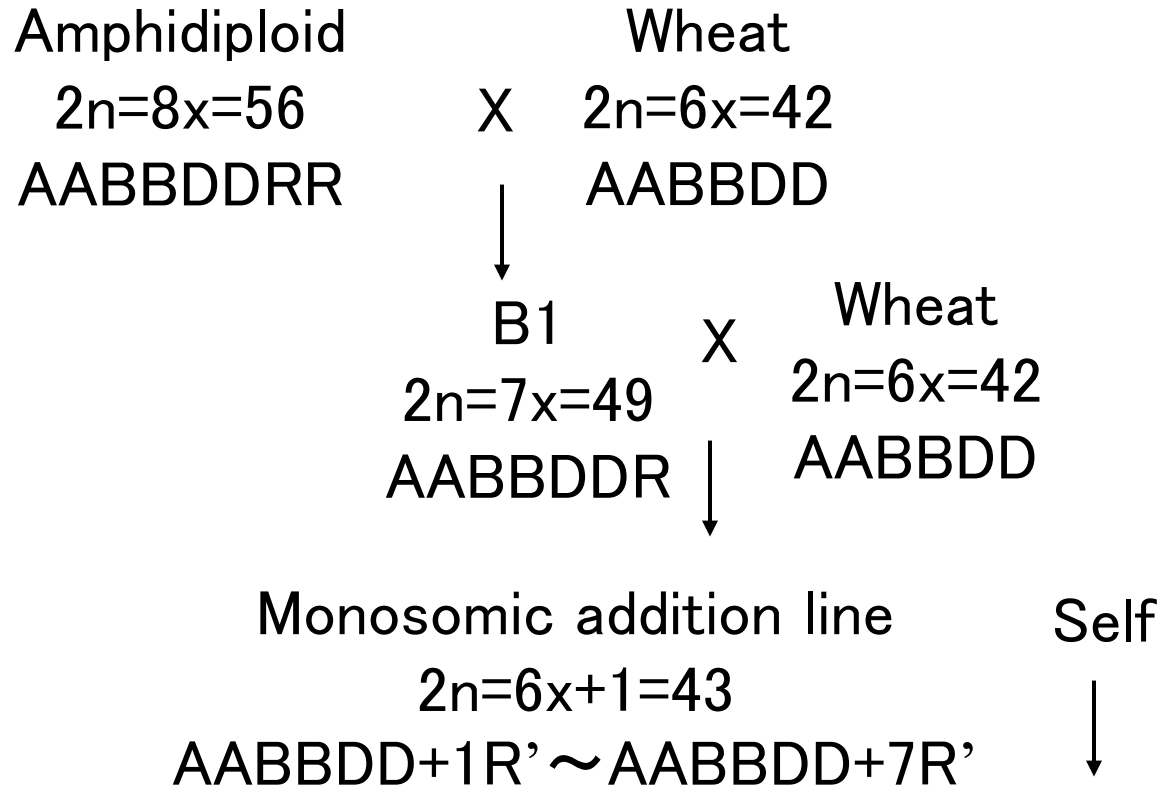 Amphidiploid
2n=8x=56
AABBDDRR
X
Wheat
2n=6x=42
AABBDD
B1
2n=7x=49
AABBDDR
X
Wheat
2n=6x=42
AABBDD
Monosomic addition line
2n=6x+1=43
AABBDD+1R’～AABBDD+7R’
Self